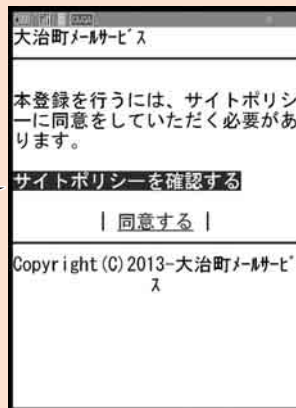 大治町ﾒｰﾙｻｰﾋﾞｽ
本登録を行うには、サイトポリシ
ーに同意をしていただく必要があ
ります。
サイトポリシーを確認する
| 同意する |
Copyright(C)2013-大治町ﾒｰﾙｻｰﾋﾞ
ｽ